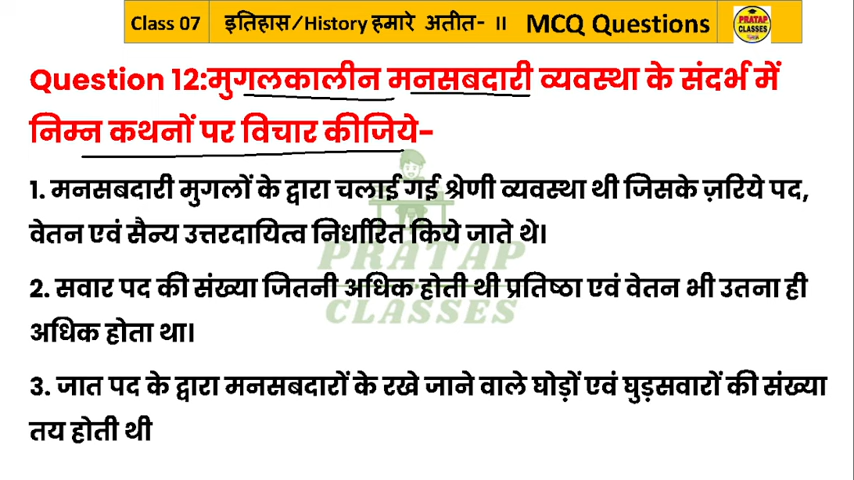 Class 07
इतिहास/History हमारे अतीत- ॥
MCQ Questions
PRATAP
CLASSES
Question 12:मुगलकालीन मनसबदारी व्यवस्था के संदर्भ में
निम्न कथनों पर विचार कीजिये-
1. मनसबदारी मुगलों के द्वारा चलाई गई श्रेणी व्यवस्था थी जिसके ज़रिये पद,
वेतन एवं सैन्य उत्तरदायित्व निर्धारित किये जाते थे।
PRATAP
2. सवार पद की संख्या जितनी अधिक होती थी प्रतिष्ठा एवं वेतन भी उतना ही
CLASSES
अधिक होता था।
3. जात पद के द्वारा मनसबदारों के रखे जाने वाले घोड़ों एवं घुड़सवारों की संख्या
तय होती थी